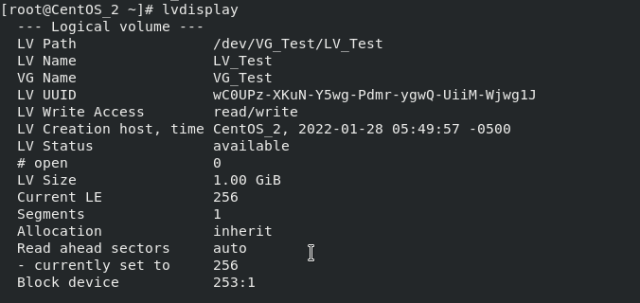 [root@CentOS_2 ~]# lvdisplay
--- Logical volume ---
LV Path /dev/VG_Test/LV_Test
LV Name LV_Test
VG Name VG_Test
LV UUID wC0UPz-XKuN-Y5wg-Pdmr-ygwQ-UiiM-Wjwg1J
LV Write Access read/write
LV Creation host, time CentOS_2, 2022-01-28 05:49:57 -0500
LV Status available
# open 0
LV Size 1.00 GiB
Current LE 256
Segments 1
Allocation inherit
Read ahead sectors auto
- currently set to 256
Block device 253:1